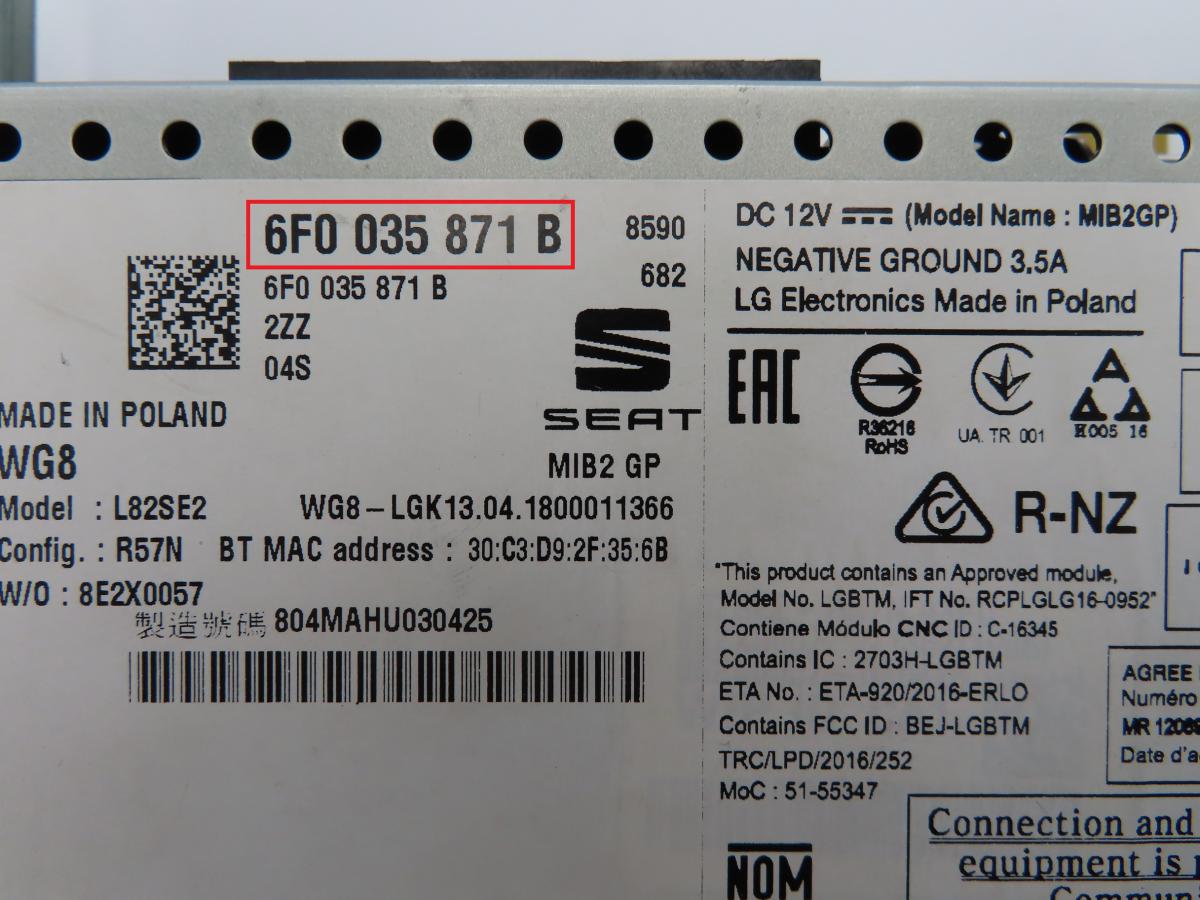 6F0 035 871 B
8590
6F0 035 871 B
682
2ZZ
04S
SEAT
MADE IN POLAND
WG8
MIB2 GP
Model : L82SE2
WG8-LGK13.04.1800011366
Config. : R57N BT MAC address : 30:C3:D9:2F:35:6B
W/O : 8E2X0057
製造號碼 804MAHU030425
DC 12V (Model Name : MIB2GP)
NEGATIVE GROUND 3.5A
LG Electronics Made in Poland
EAC
R36216
RoHS
UA. TR. 001
H005 16
R-NZ
"This product contains an Approved module,
Model No. LGBTM, IFT No. RCPLGLG16-0952"
Contiene Módulo CNC ID : C-16345
Contains IC : 2703H-LGBTM
ETA No. : ETA-920/2016-ERLO
Contains FCC ID : BEJ-LGBTM
TRC/LPD/2016/252
MoC : 51-55347
NOM
AGREE
Numéro
MR
Date d'a
Connection and
equipment is